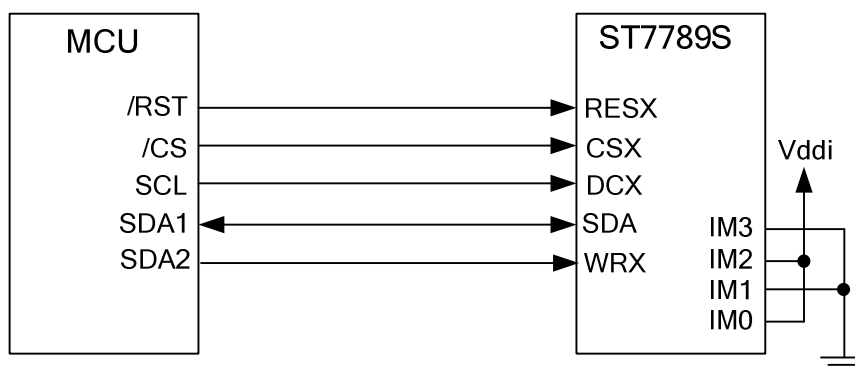 MCU
ST7789S
/RST
RESX
/CS
CSX
Vddi
SCL
DCX
SDA1
SDA
IM3
SDA2
WRX
IM2
IM1
IM0